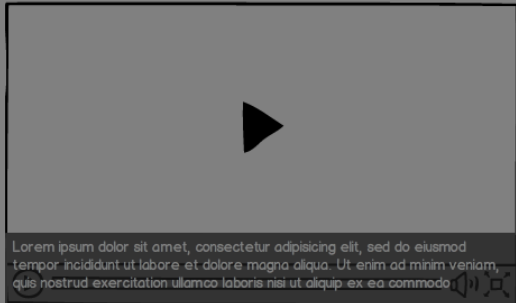 Lorem ipsum dolor sit amet, consectetur adipisicing elit, sed do eiusmod
tempor incididunt ut labore et dolore magna aliqua. Ut enim ad minim veniam,
quis nostrud exercitation ullamco laboris nisi ut aliquip ex ea commodo